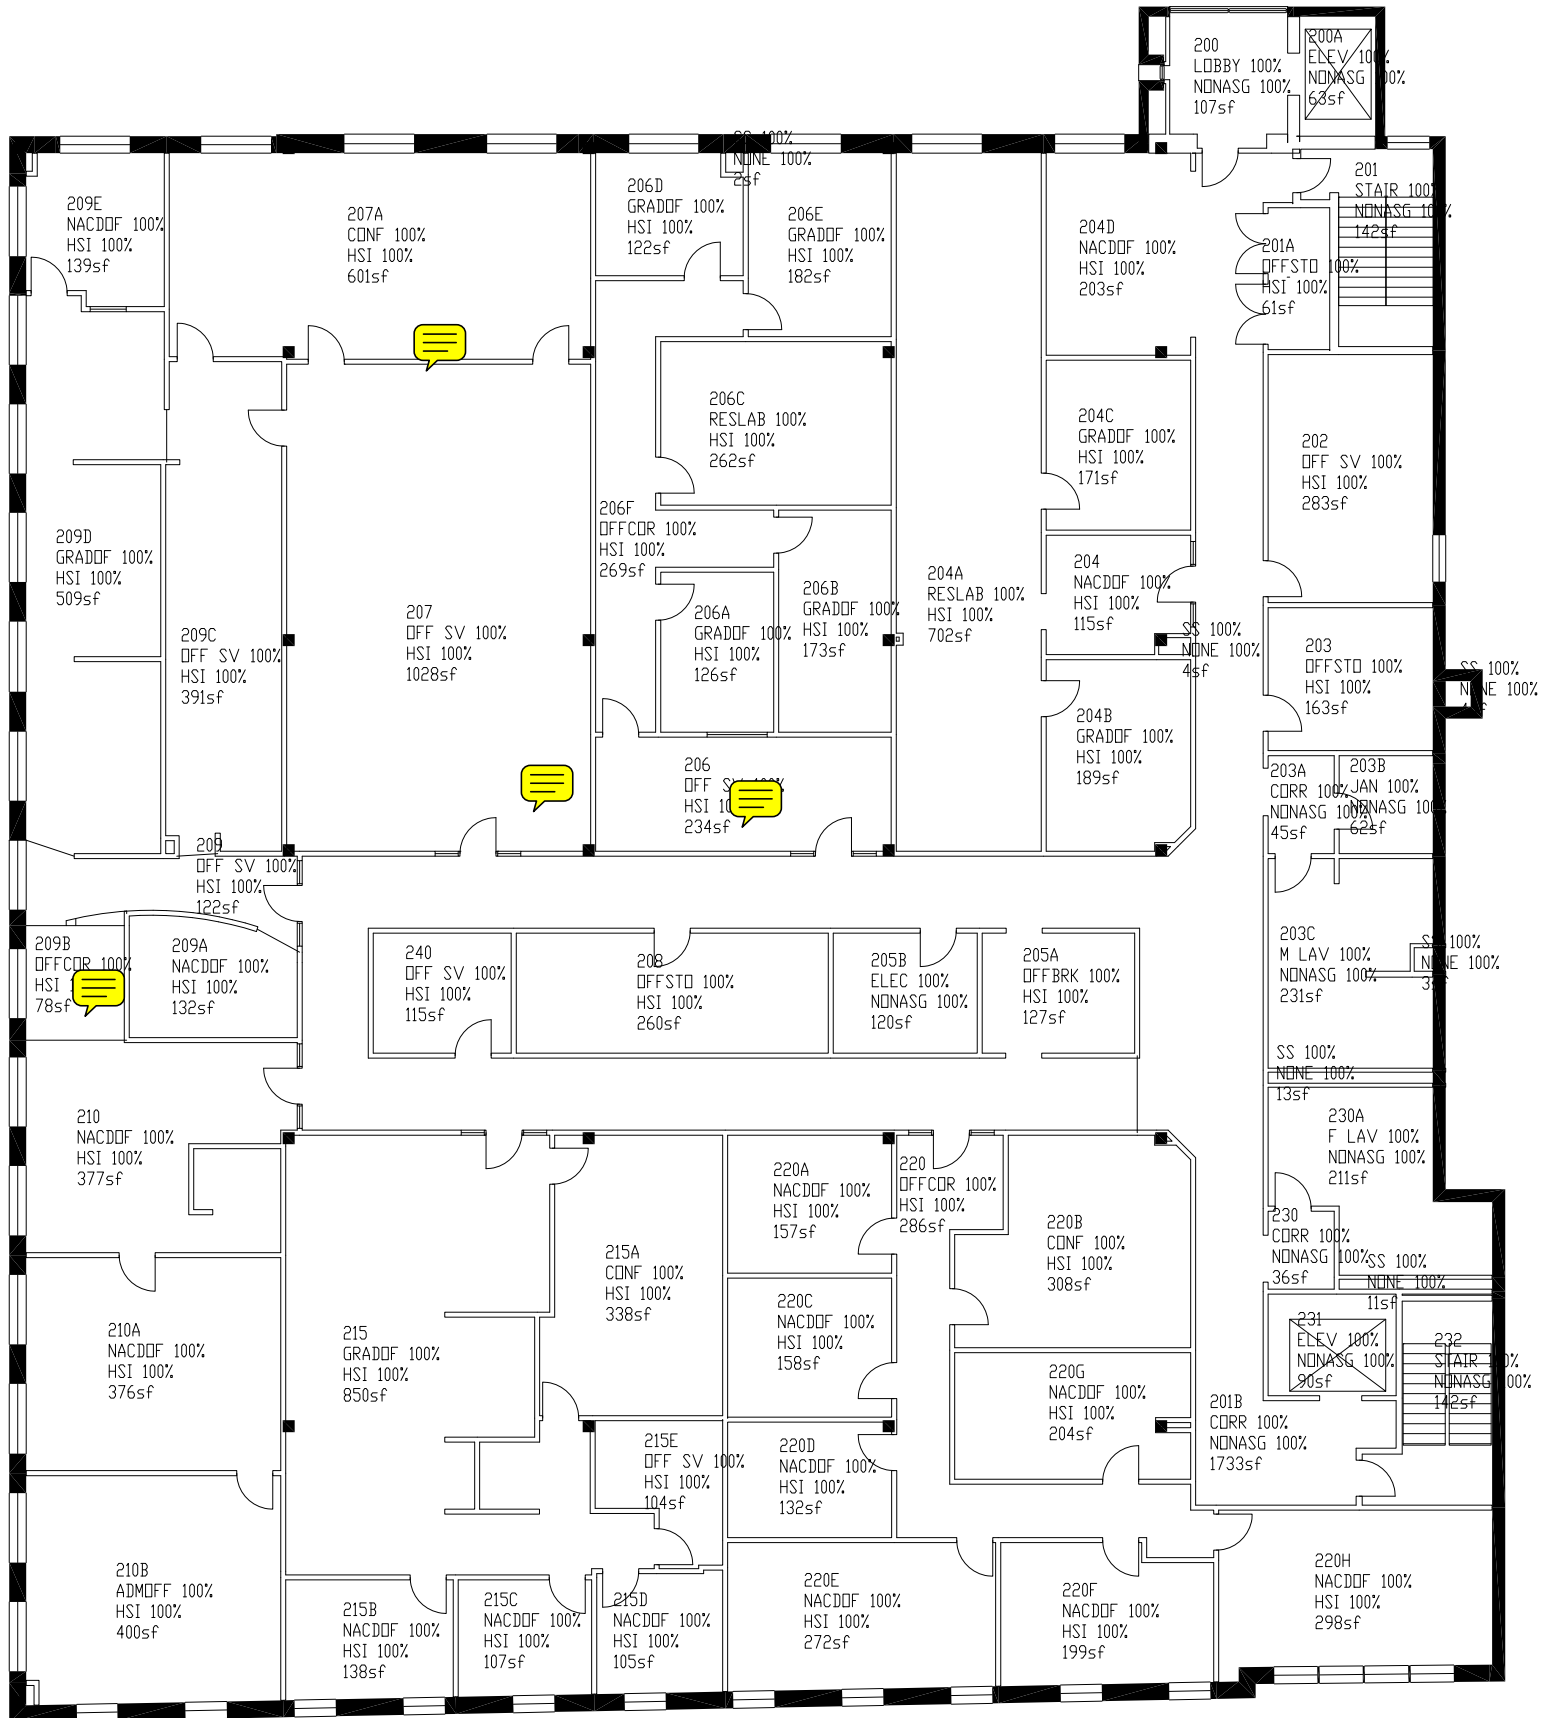 200
LOBBY 100%
NONASG 100%
107sf
200A
ELEV 100%
NONASG 100%
63sf
SS 100%
NONE 100%
2sf
201
STAIR 100%
NONASG 100%
142sf
209E
NACDOF 100%
HSI 100%
139sf
207A
CONF 100%
HSI 100%
601sf
206D
GRADOF 100%
HSI 100%
122sf
206E
GRADOF 100%
HSI 100%
182sf
204D
NACDOF 100%
HSI 100%
203sf
201A
OFFSTO 100%
HSI 100%
61sf
206C
RESLAB 100%
HSI 100%
262sf
204C
GRADOF 100%
HSI 100%
171sf
202
OFF SV 100%
HSI 100%
283sf
209D
GRADOF 100%
HSI 100%
509sf
206F
OFFCOR 100%
HSI 100%
269sf
204A
RESLAB 100%
HSI 100%
702sf
204
NACDOF 100%
HSI 100%
115sf
206B
GRADOF 100%
HSI 100%
173sf
206A
GRADOF 100%
HSI 100%
126sf
207
OFF SV 100%
HSI 100%
1028sf
209C
OFF SV 100%
HSI 100%
391sf
SS 100%
NONE 100%
4sf
203
OFFSTO 100%
HSI 100%
163sf
SS 100%
NONE 100%
204B
GRADOF 100%
HSI 100%
189sf
206
OFF SV 100%
HSI
234sf
203A
CORR 100%
NONASG 100%
45sf
203B
JAN 100%
NONASG 100%
62sf
209
OFF SV 100%
HSI 100%
122sf
209B
OFFCOR 100%
HSI
78sf
209A
NACDOF 100%
HSI 100%
132sf
240
OFF SV 100%
HSI 100%
115sf
208
OFFSTO 100%
HSI 100%
260sf
205B
ELEC 100%
NONASG 100%
120sf
205A
OFFBRK 100%
HSI 100%
127sf
203C
M LAV 100%
NONASG 100%
231sf
SS 100%
NONE 100%
SS 100%
NONE 100%
13sf
210
NACDOF 100%
HSI 100%
377sf
230A
F LAV 100%
NONASG 100%
211sf
220A
NACDOF 100%
HSI 100%
157sf
220
OFFCOR 100%
HSI 100%
286sf
220B
CONF 100%
HSI 100%
308sf
230
CORR 100%
NONASG 100%
36sf
SS 100%
NONE 100%
11sf
215A
CONF 100%
HSI 100%
338sf
210A
NACDOF 100%
HSI 100%
376sf
215
GRADOF 100%
HSI 100%
850sf
220C
NACDOF 100%
HSI 100%
158sf
231
ELEV 100%
NONASG 100%
90sf
232
STAIR 100%
NONASG 100%
142sf
220G
NACDOF 100%
HSI 100%
204sf
201B
CORR 100%
NONASG 100%
1733sf
215E
OFF SV 100%
HSI 100%
104sf
220D
NACDOF 100%
HSI 100%
132sf
210B
ADMOFF 100%
HSI 100%
400sf
215B
NACDOF 100%
HSI 100%
138sf
215C
NACDOF 100%
HSI 100%
107sf
215D
NACDOF 100%
HSI 100%
105sf
220E
NACDOF 100%
HSI 100%
272sf
220F
NACDOF 100%
HSI 100%
199sf
220H
NACDOF 100%
HSI 100%
298sf